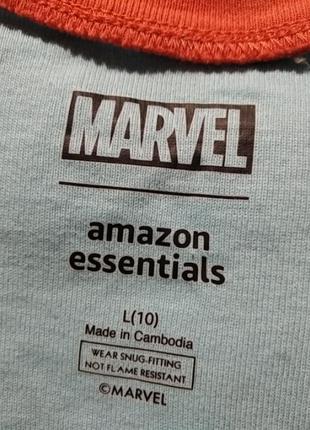 MARVEL
amazon
essentials
L(10)
Made in Cambodia
WEAR SNUG-FITTING
NOT FLAME RESISTANT
©MARVEL